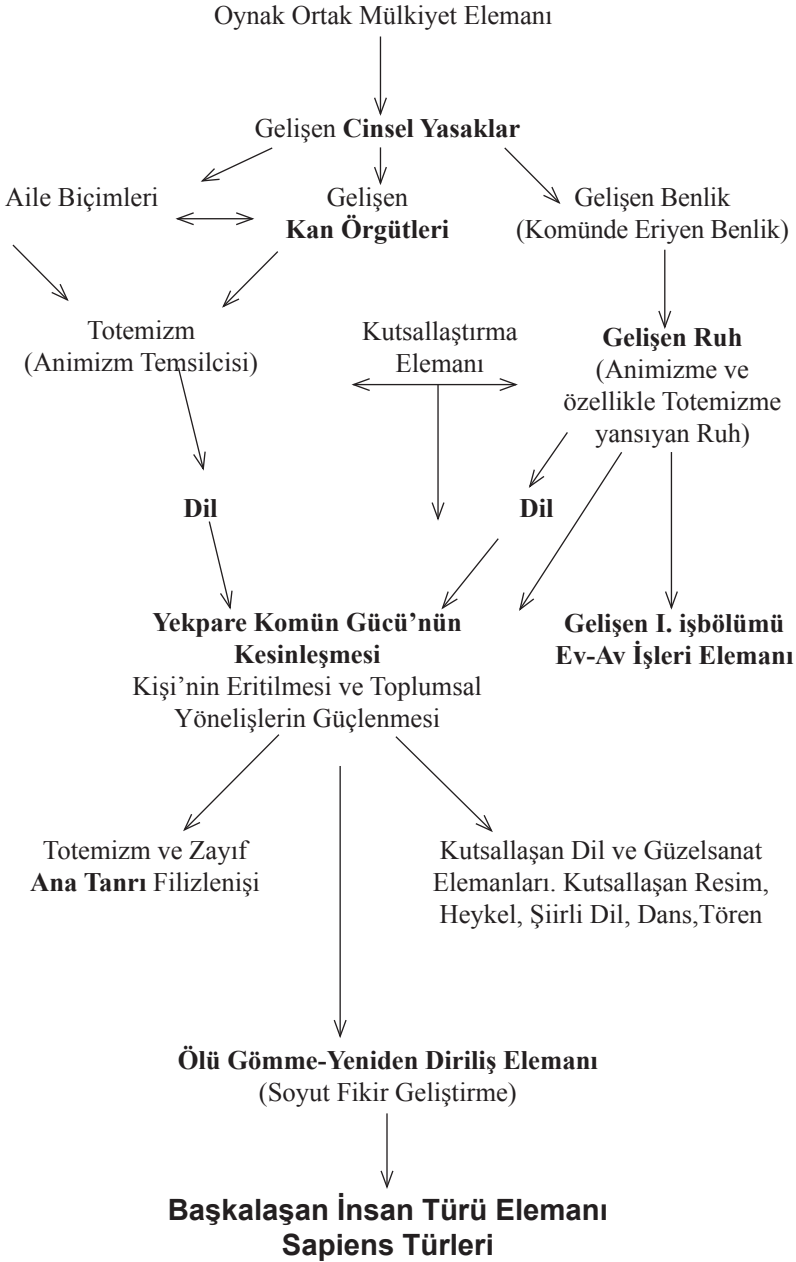 Oynak Ortak Mülkiyet Elemanı
Gelişen Cinsel Yasaklar
Aile Biçimleri
Gelişen
Kan Örgütleri
Gelişen Benlik
(Komünde Eriyen Benlik)
Totemizm
(Animizm Temsilcisi)
Kutsallaştırma
Elemanı
Gelişen Ruh
(Animizme ve
özellikle Totemizme
yansıyan Ruh)
Dil
Dil
Yekpare Komün Gücü’nün
Kesinleşmesi
Kişi’nin Eritilmesi ve Toplumsal
Yönelişlerin Güçlenmesi
Gelişen I. işbölümü
Ev-Av İşleri Elemanı
Totemizm ve Zayıf
Ana Tanrı Filizlenişi
Kutsallaşan Dil ve Güzelsanat
Elemanları. Kutsallaşan Resim,
Heykel, Şiirli Dil, Dans,Tören
Ölü Gömme-Yeniden Diriliş Elemanı
(Soyut Fikir Geliştirme)
Başkalaşan İnsan Türü Elemanı
Sapiens Türleri